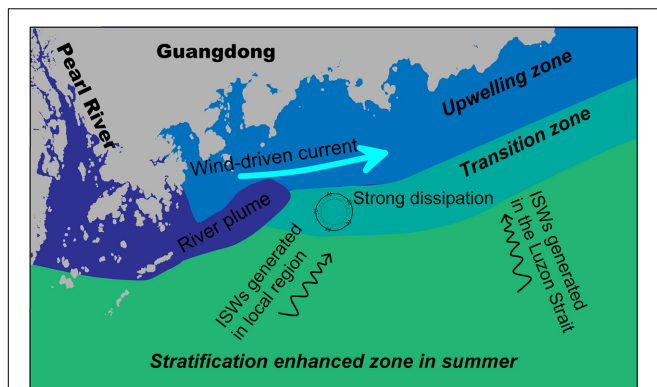 Guangdong
Pearl River
Upwelling zone
Wind-driven current
Transition zone
River plume
Strong dissipation
ISWs generated
in local region
ISWs generated
in the Luzon Strait
Stratification enhanced zone in summer